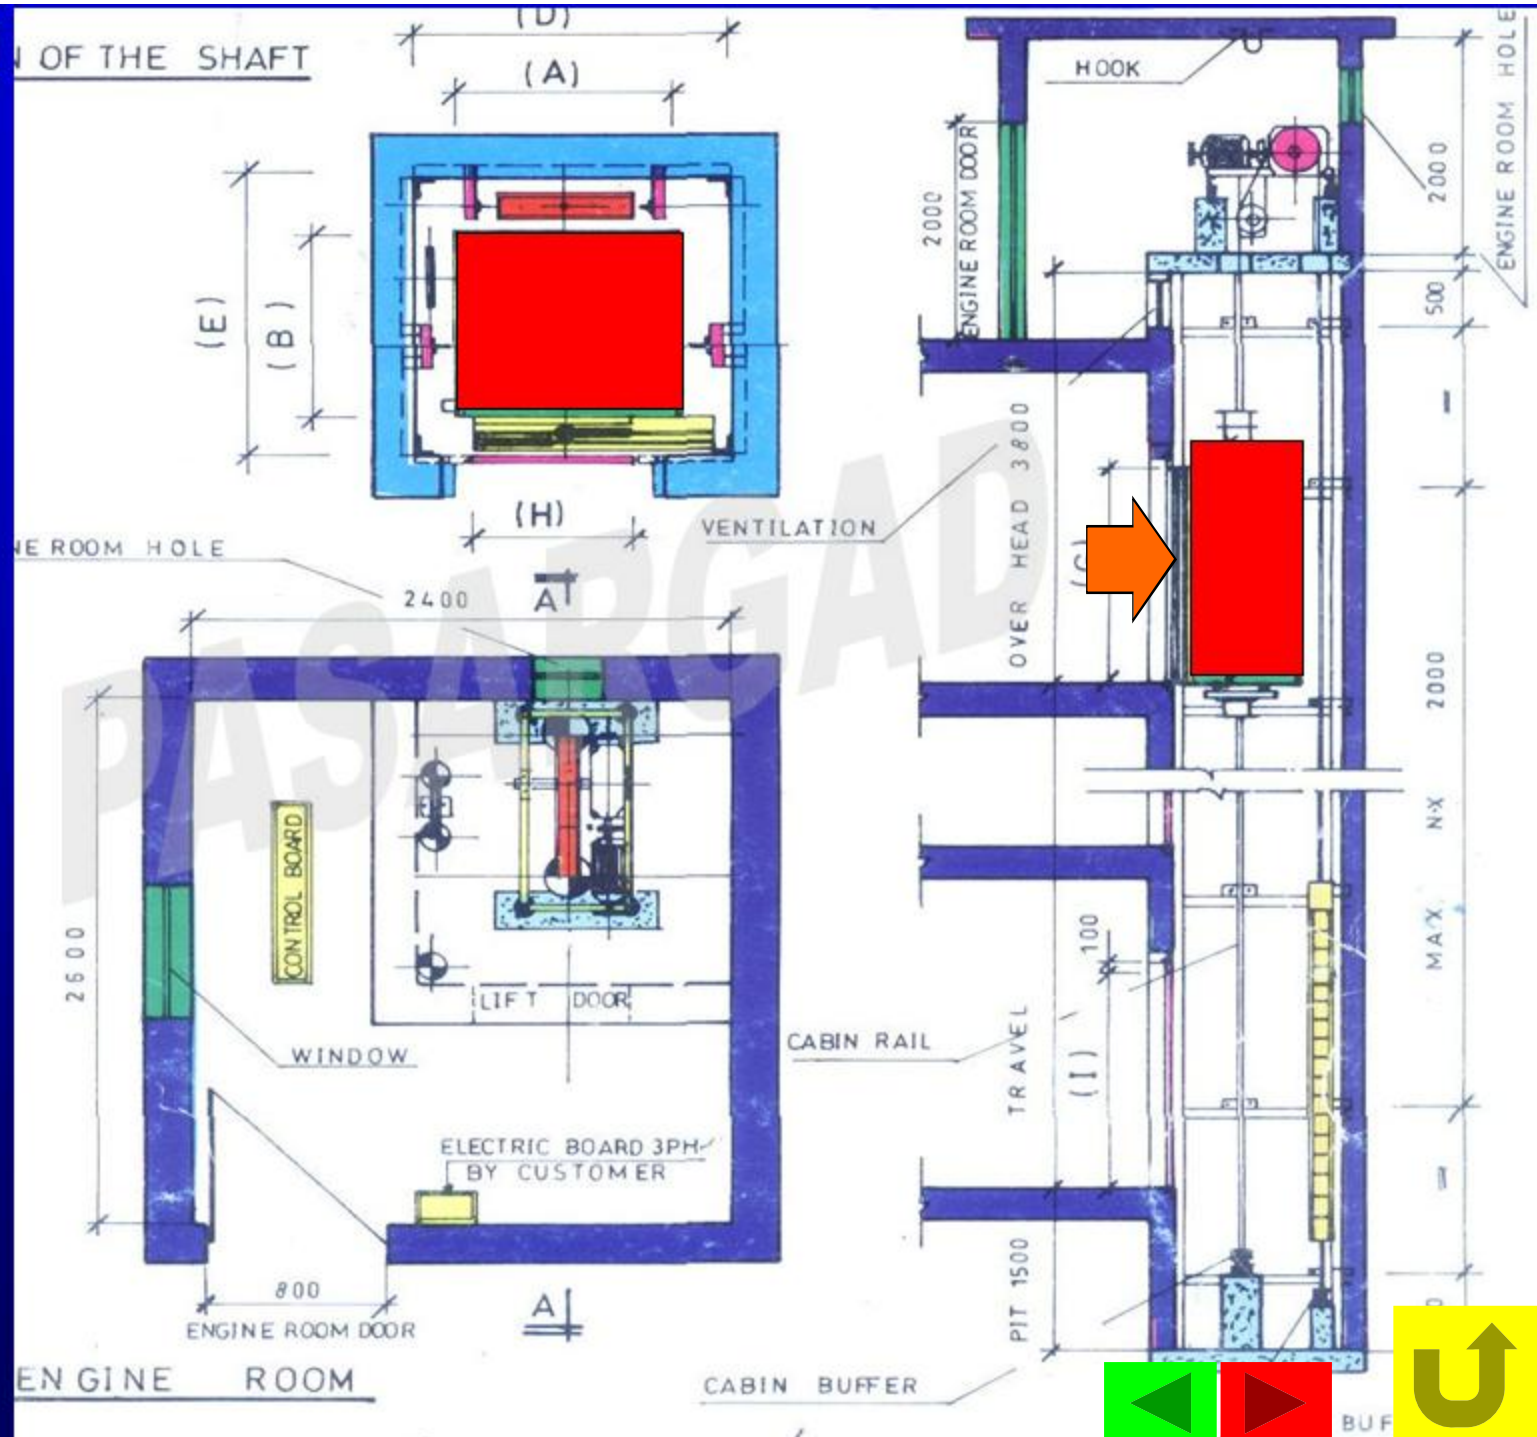 (D)
N OF THE SHAFT
(A)
HOOK
ENGINE ROOM HOLE
2000
ENGINE ROOM DOOR
2000
(E)
(B)
500
OVER HEAD 3800
(H)
VENTILATION
NE ROOM HOLE
2400
A
2000
PASARGAD
CONTROL BOARD
2600
MAX. N·X
100
LIFT DOOR
CABIN RAIL
TRAVEL
(I)
WINDOW
ELECTRIC BOARD 3PH
BY CUSTOMER
PIT 1500
800
A
ENGINE ROOM DOOR
ENGINE ROOM
CABIN BUFFER
BUF